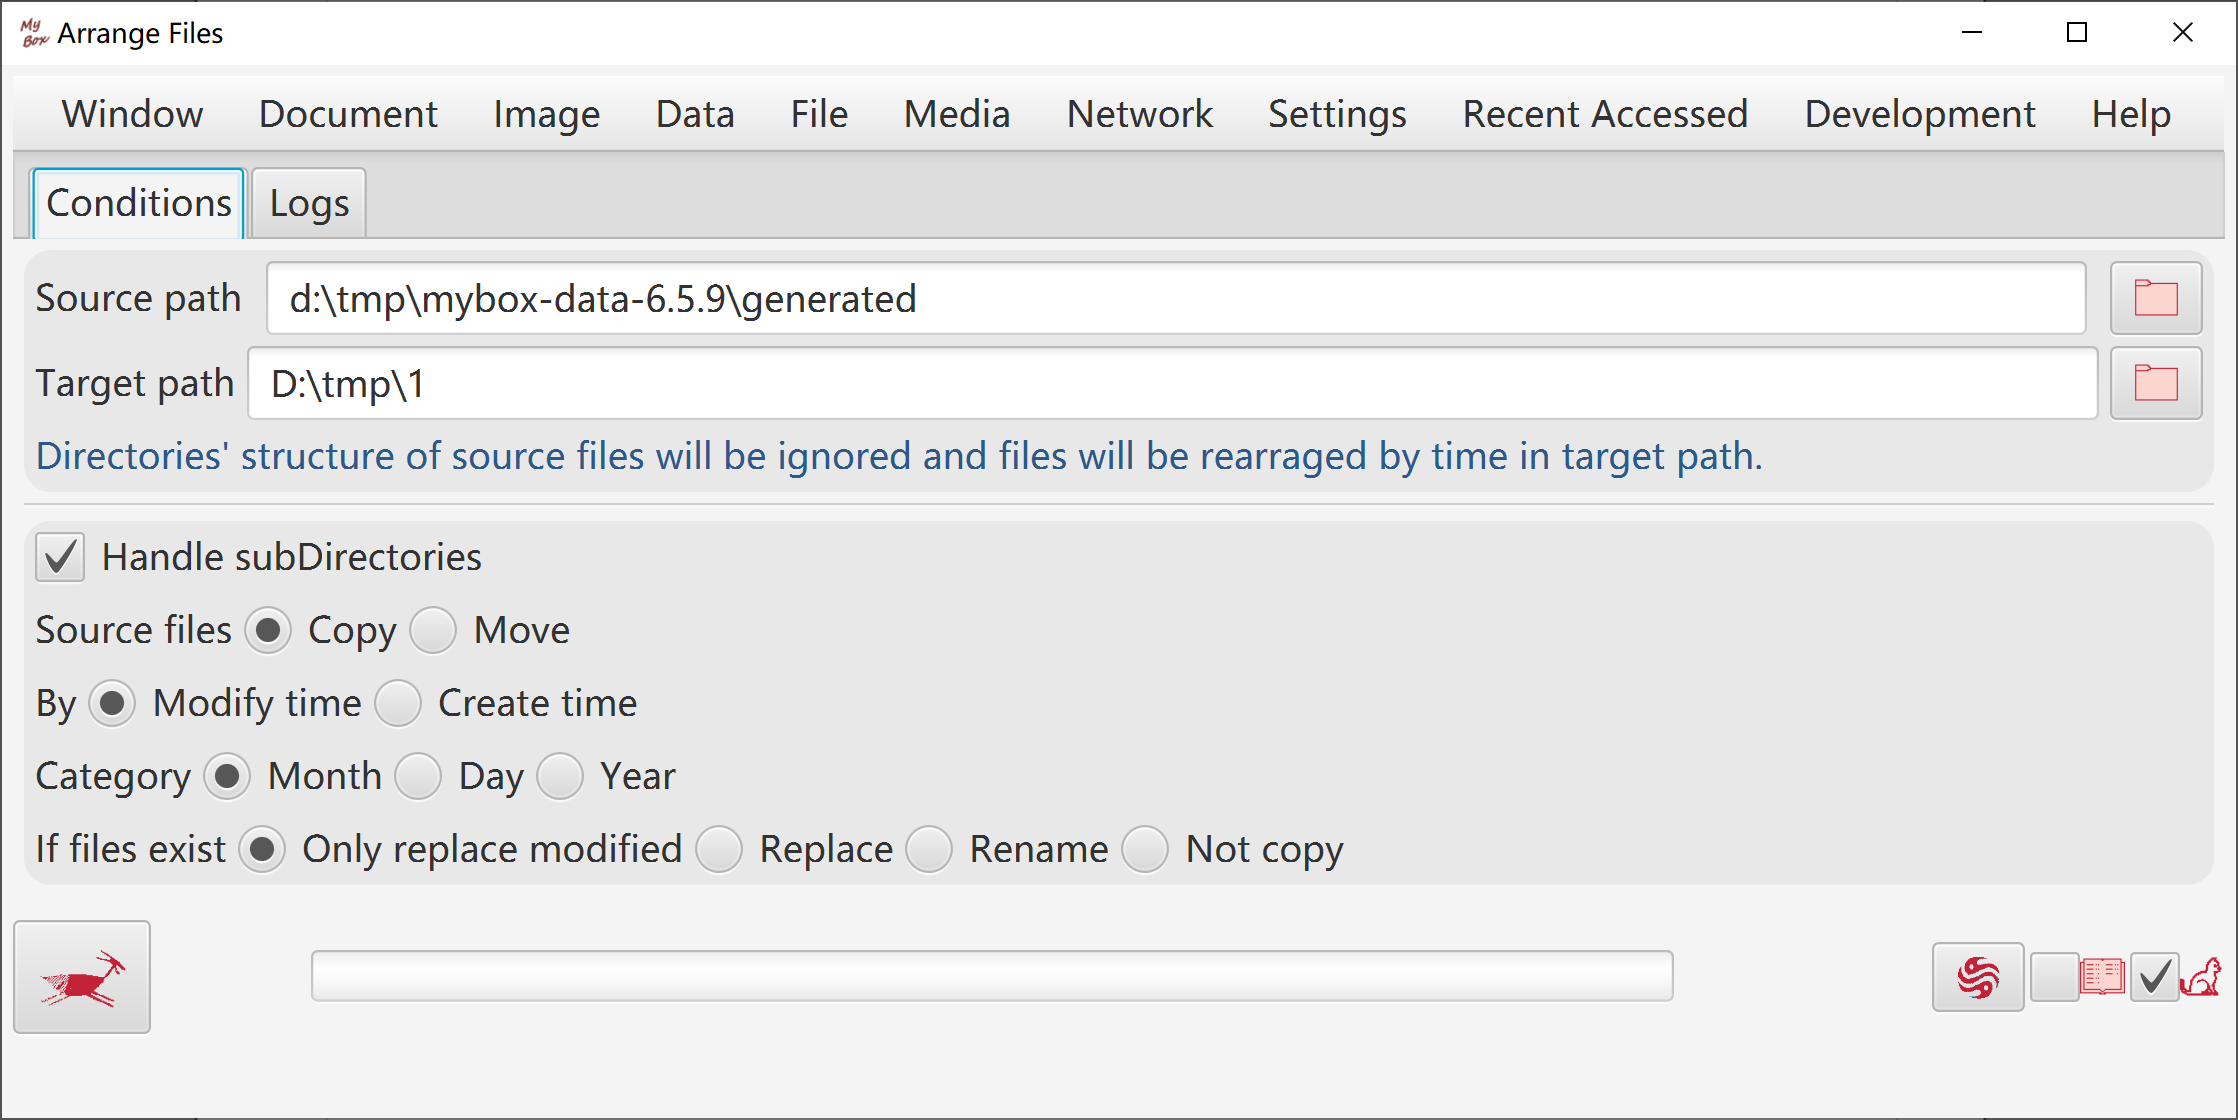 My Box Arrange Files
Window Document Image Data File Media Network Settings Recent Accessed Development Help
Conditions Logs
Source path d:\tmp\mybox-data-6.5.9\generated
Target path D:\tmp\1
Directories' structure of source files will be ignored and files will be rearraged by time in target path.
Handle subDirectories
Source files Copy Move
By Modify time Create time
Category Month Day Year
If files exist Only replace modified Replace Rename Not copy